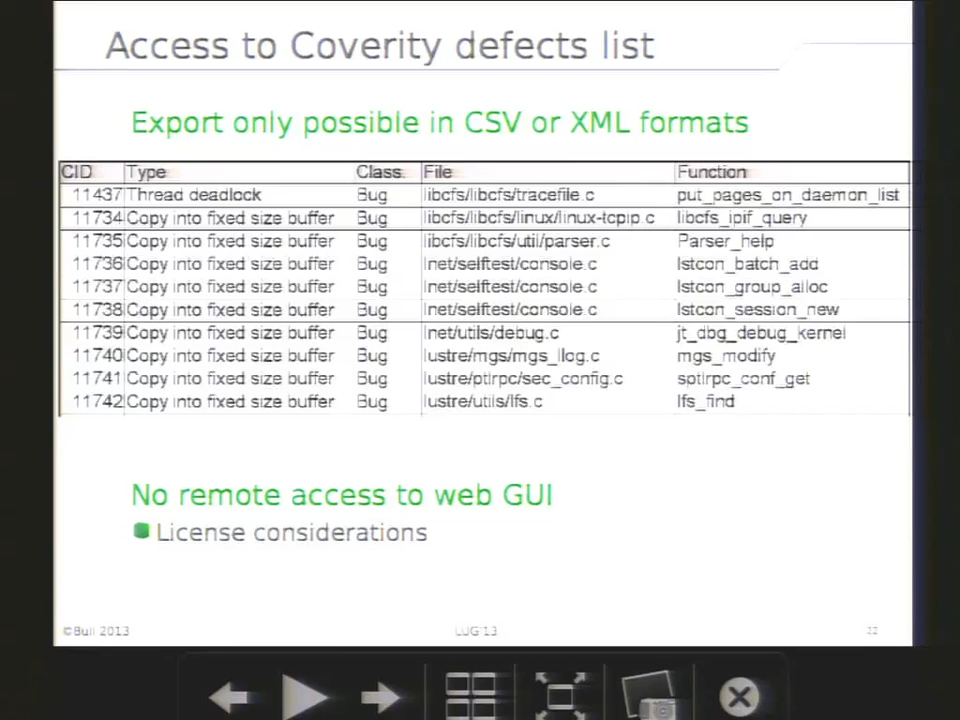 Access to Coverity defects list
Export only possible in CSV or XML formats
CID Type Class. File Function
11437 Thread deadlock Bug libcfs/libcfs/tracefile.c put_pages_on_daemon_list
11734 Copy into fixed size buffer Bug libcfs/libcfs/linux/linux-tcpip.c libcfs_ipif_query
11735 Copy into fixed size buffer Bug libcfs/libcfs/util/parser.c Parser_help
11736 Copy into fixed size buffer Bug lnet/selftest/console.c lstcon_batch_add
11737 Copy into fixed size buffer Bug lnet/selftest/console.c lstcon_group_alloc
11738 Copy into fixed size buffer Bug lnet/selftest/console.c lstcon_session_new
11739 Copy into fixed size buffer Bug lnet/utils/debug.c jt_dbg_debug_kernel
11740 Copy into fixed size buffer Bug lustre/mgs/mgs_llog.c mgs_modify
11741 Copy into fixed size buffer Bug lustre/ptlrpc/sec_config.c sptlrpc_conf_get
11742 Copy into fixed size buffer Bug lustre/utils/lfs.c lfs_find
No remote access to web GUI
License considerations
©Bull 2013 LUG'13 22